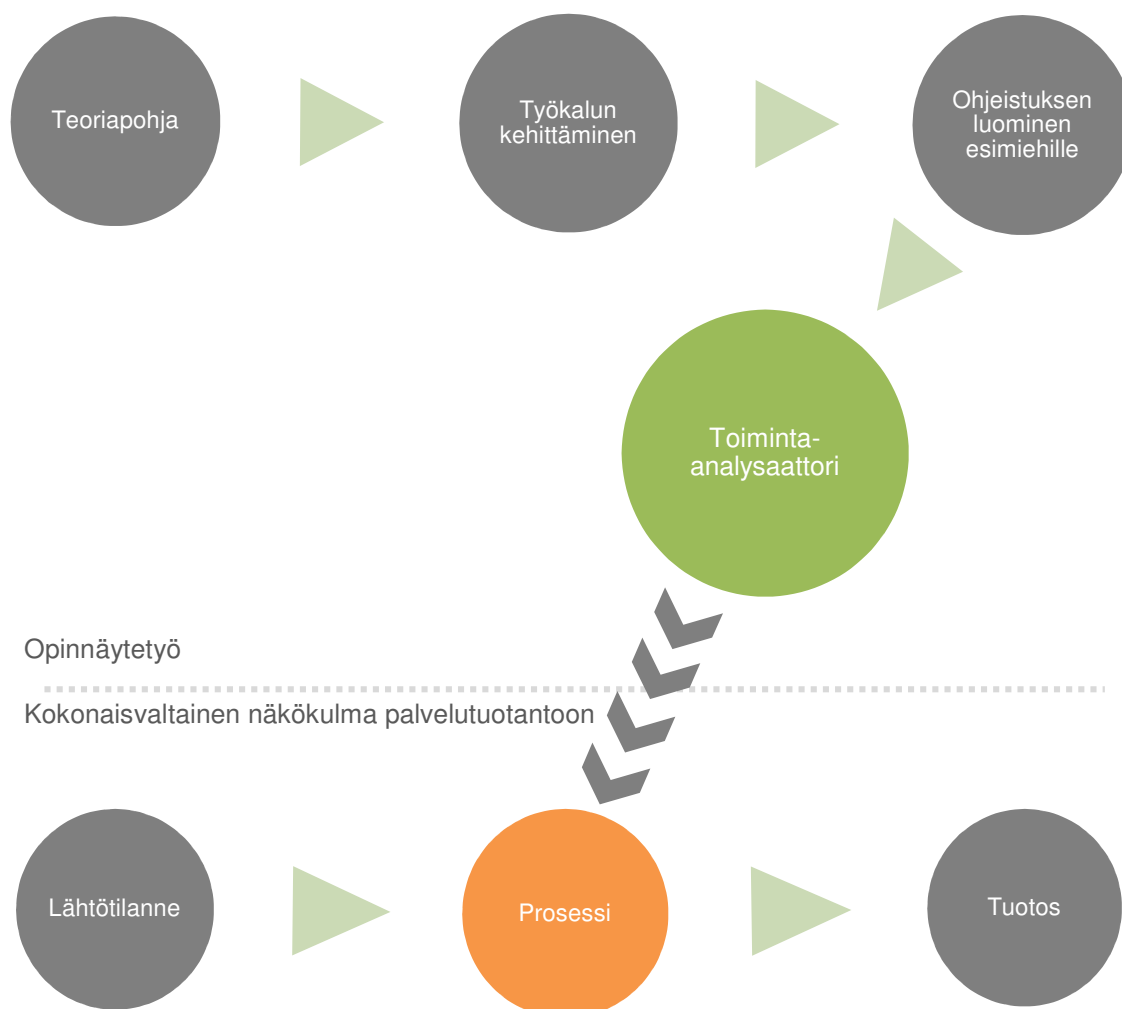 Teoriapohja
Työkalun
kehittäminen
Ohjeistuksen
luominen
esimiehille
Toiminta-
analysaattori
Opinnäytetyö
Kokonaisvaltainen näkökulma palvelutuotantoon
Lähtötilanne
Prosessi
Tuotos